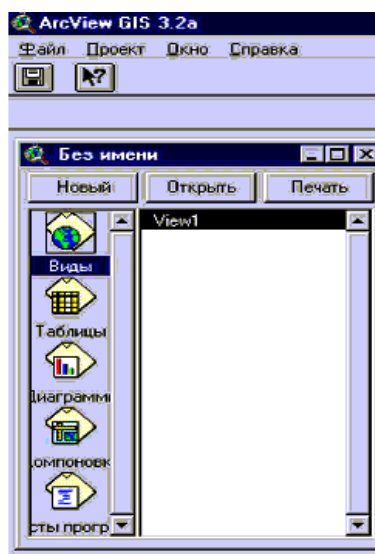 ArcView GIS 3.2a
Файл Проект Окно Справка
Без имени
Новый Открыть Печать
View1
Виды
Таблицы
Диаграмми
омпоновк
сты прогр